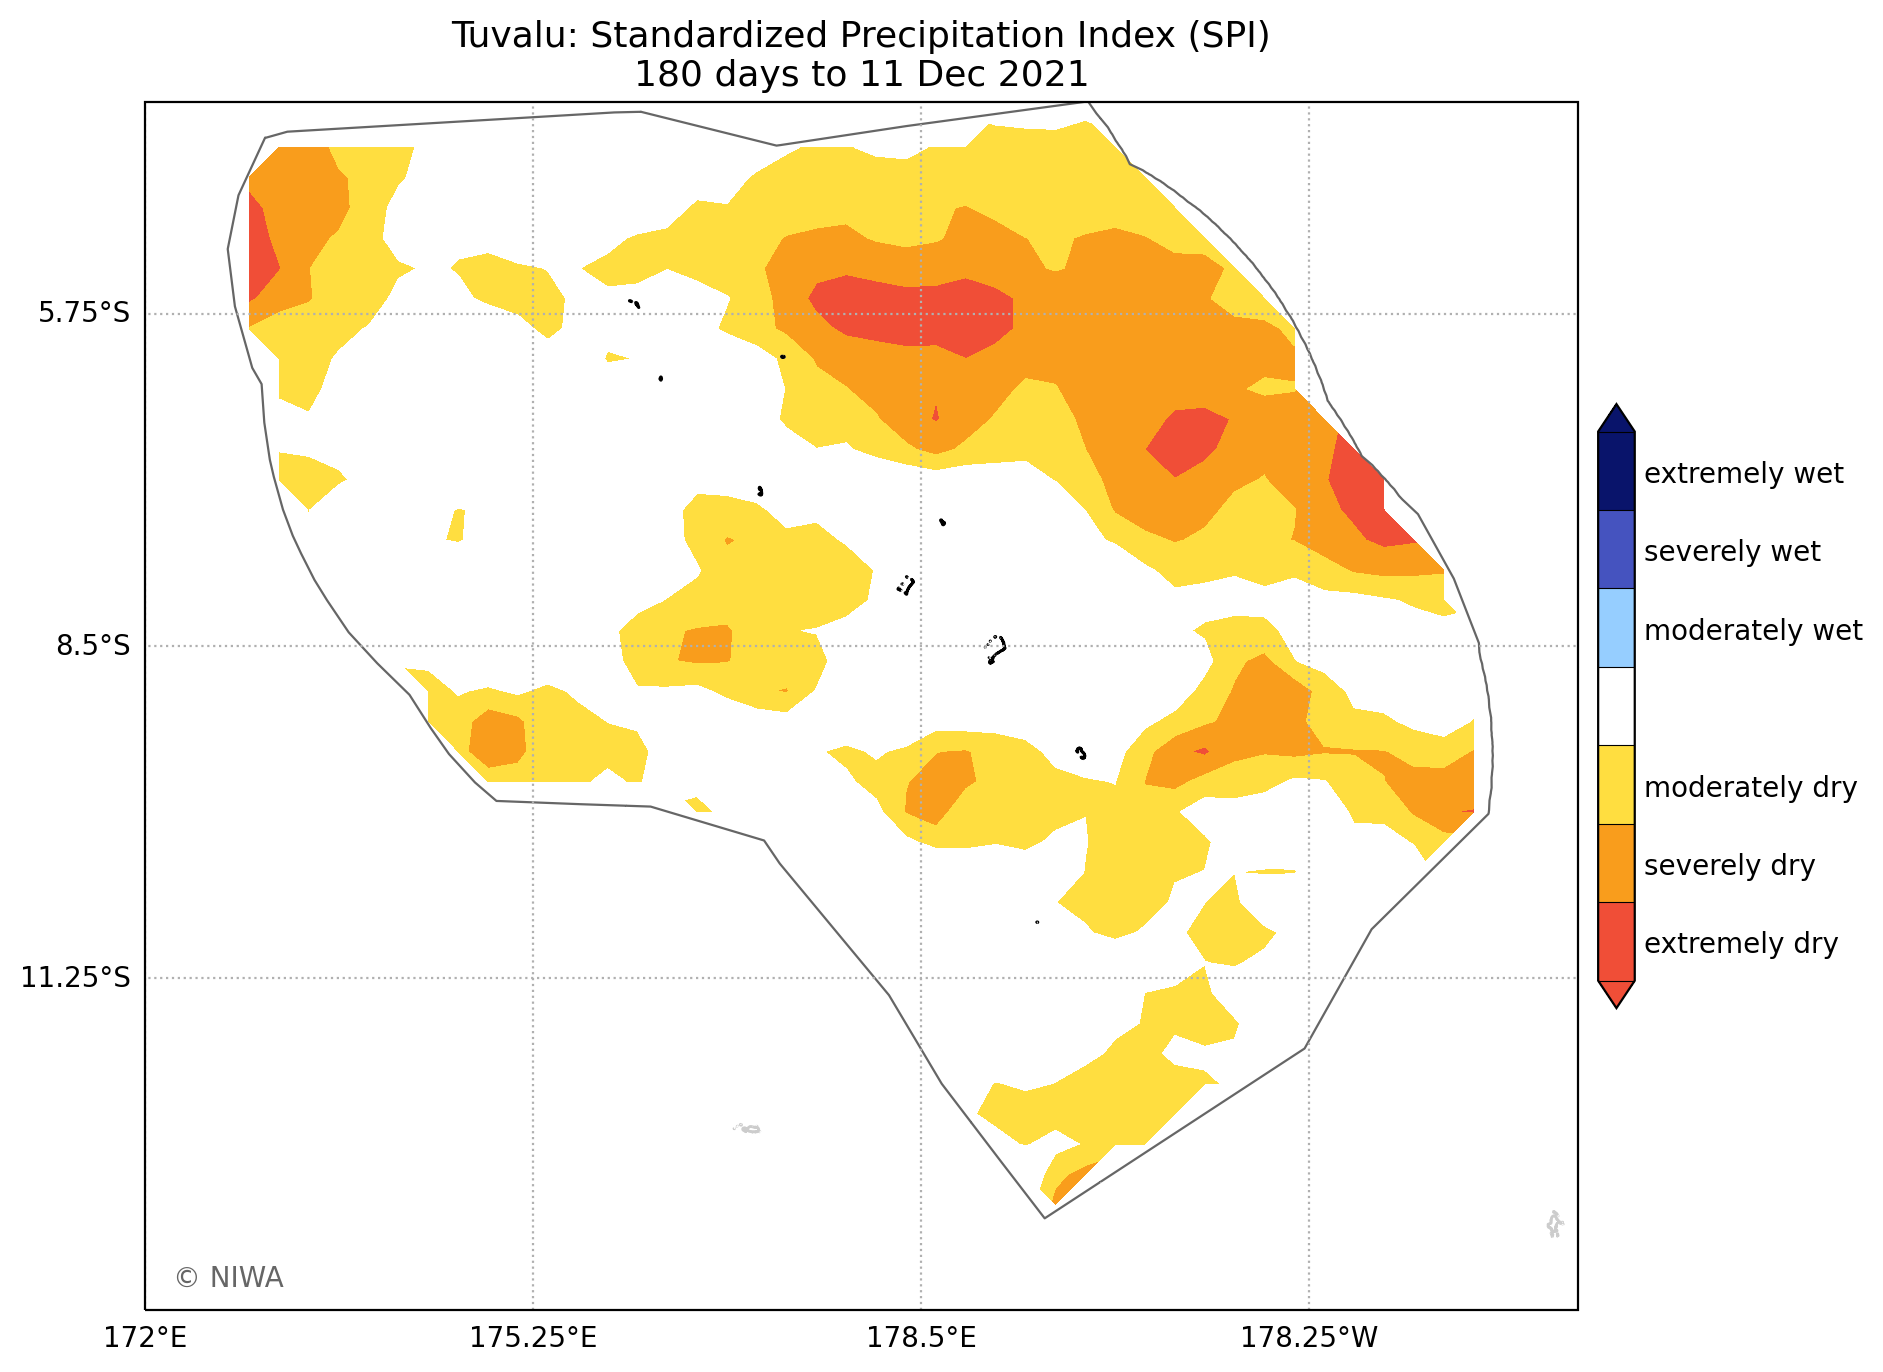 Tuvalu: Standardized Precipitation Index (SPI)
180 days to 11 Dec 2021
5.75°S
8.5°S
11.25°S
172°E
175.25°E
178.5°E
178.25°W
extremely wet
severely wet
moderately wet
moderately dry
severely dry
extremely dry
© NIWA